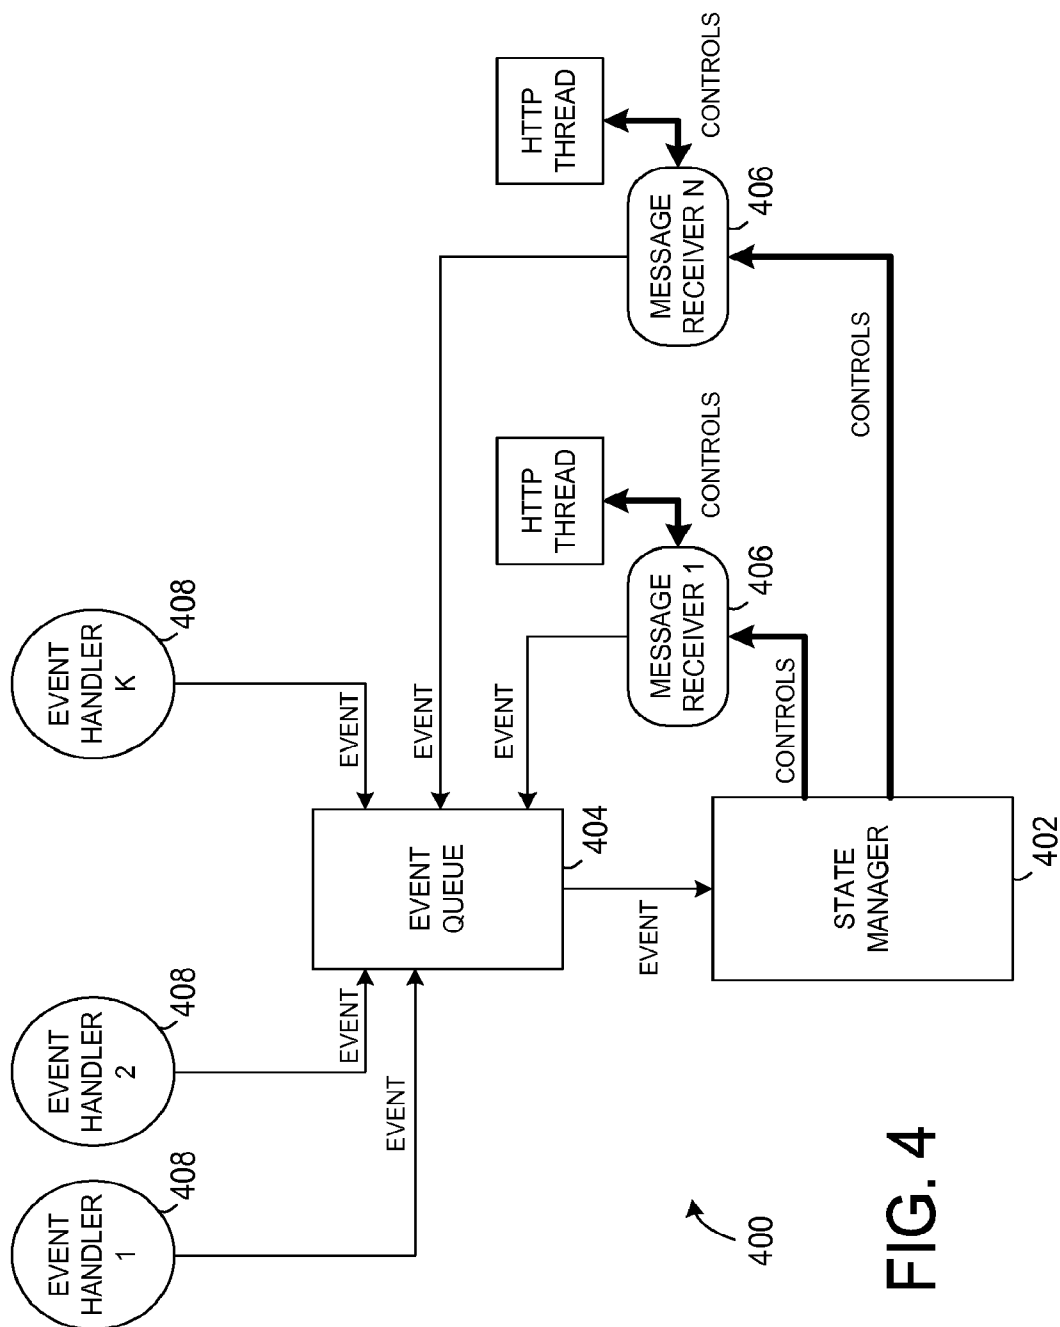 EVENT
HANDLER
1
408
EVENT
HANDLER
2
408
EVENT
HANDLER
K
408
EVENT
EVENT
EVENT
EVENT
EVENT
EVENT
QUEUE
404
EVENT
HTTP
THREAD
HTTP
THREAD
CONTROLS
CONTROLS
MESSAGE
RECEIVER 1
406
MESSAGE
RECEIVER N
406
CONTROLS
CONTROLS
STATE
MANAGER
402
400
FIG. 4